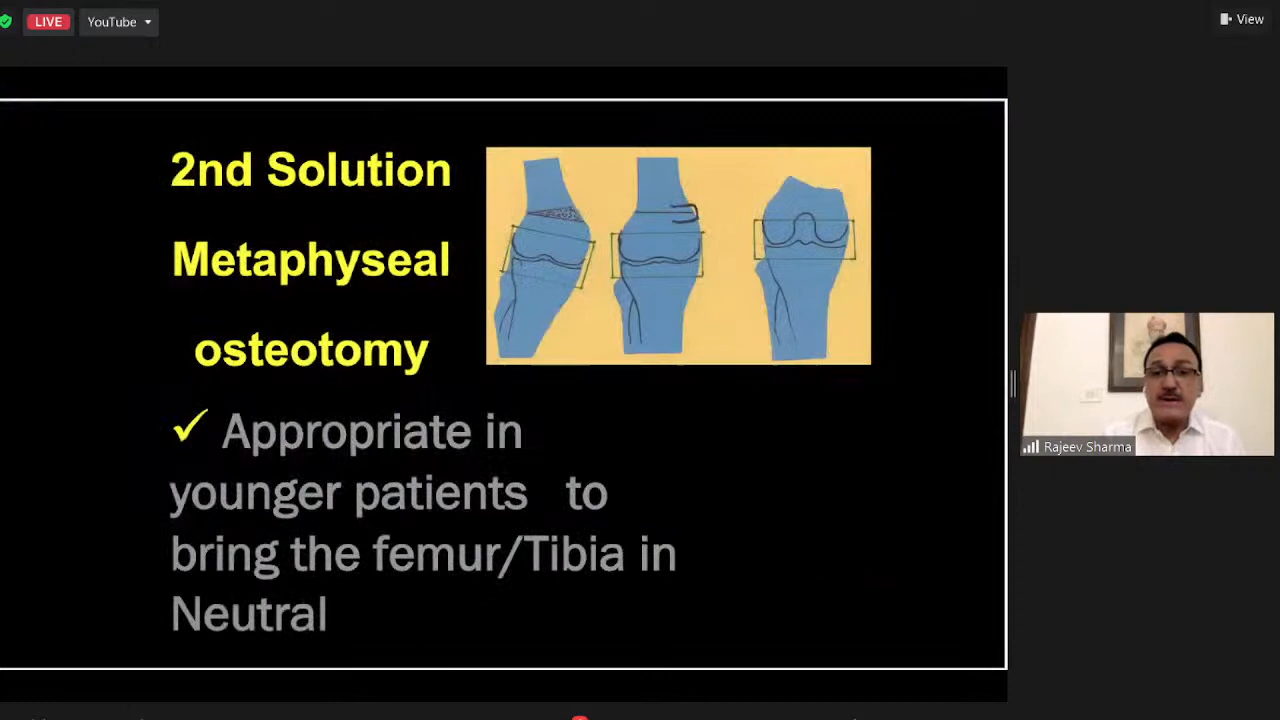 LIVE
YouTube
View
2nd Solution
Metaphyseal
osteotomy
✓ Appropriate in
younger patients to
bring the femur/Tibia in
Neutral
Rajeev Sharma